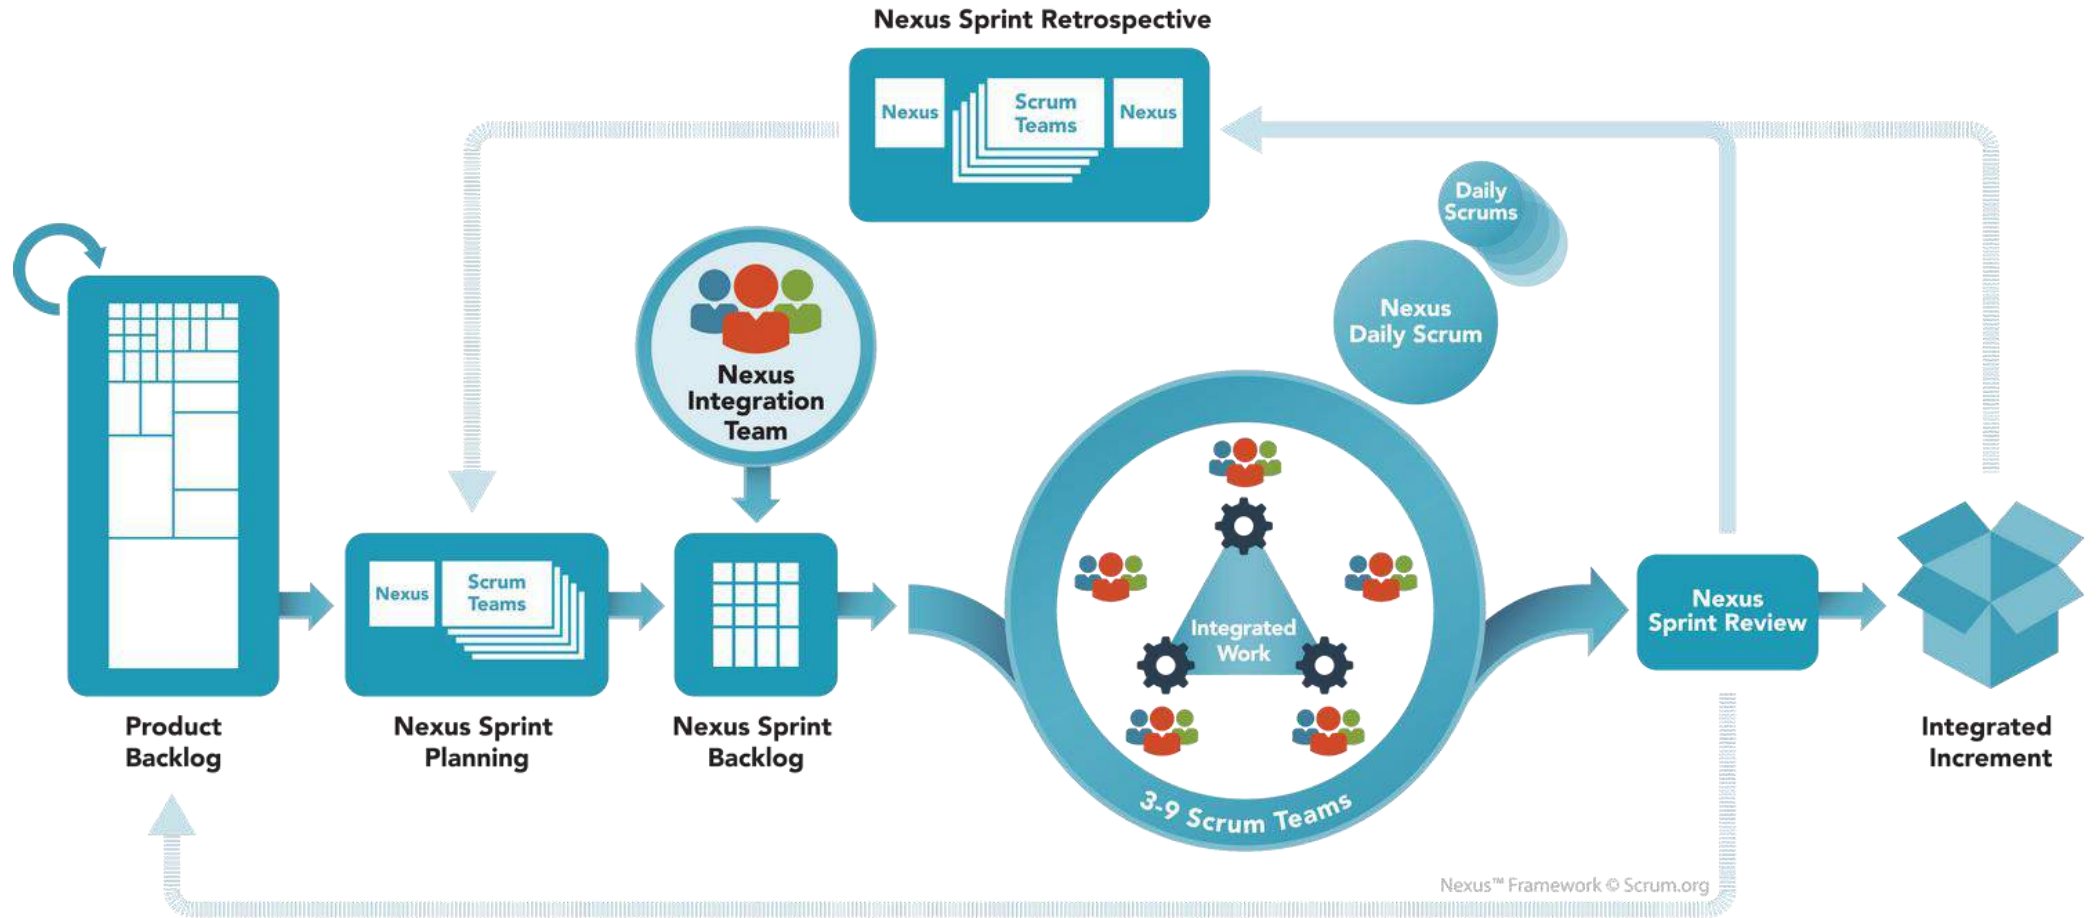 Nexus Sprint Retrospective
Nexus
Scrum
Teams
Nexus
Daily
Scrums
Nexus
Daily Scrum
Nexus
Integration
Team
Nexus
Scrum
Teams
Integrated
Work
Nexus
Sprint Review
Product
Backlog
Nexus Sprint
Planning
Nexus Sprint
Backlog
3-9 Scrum Teams
Integrated
Increment
Nexus™ Framework © Scrum.org